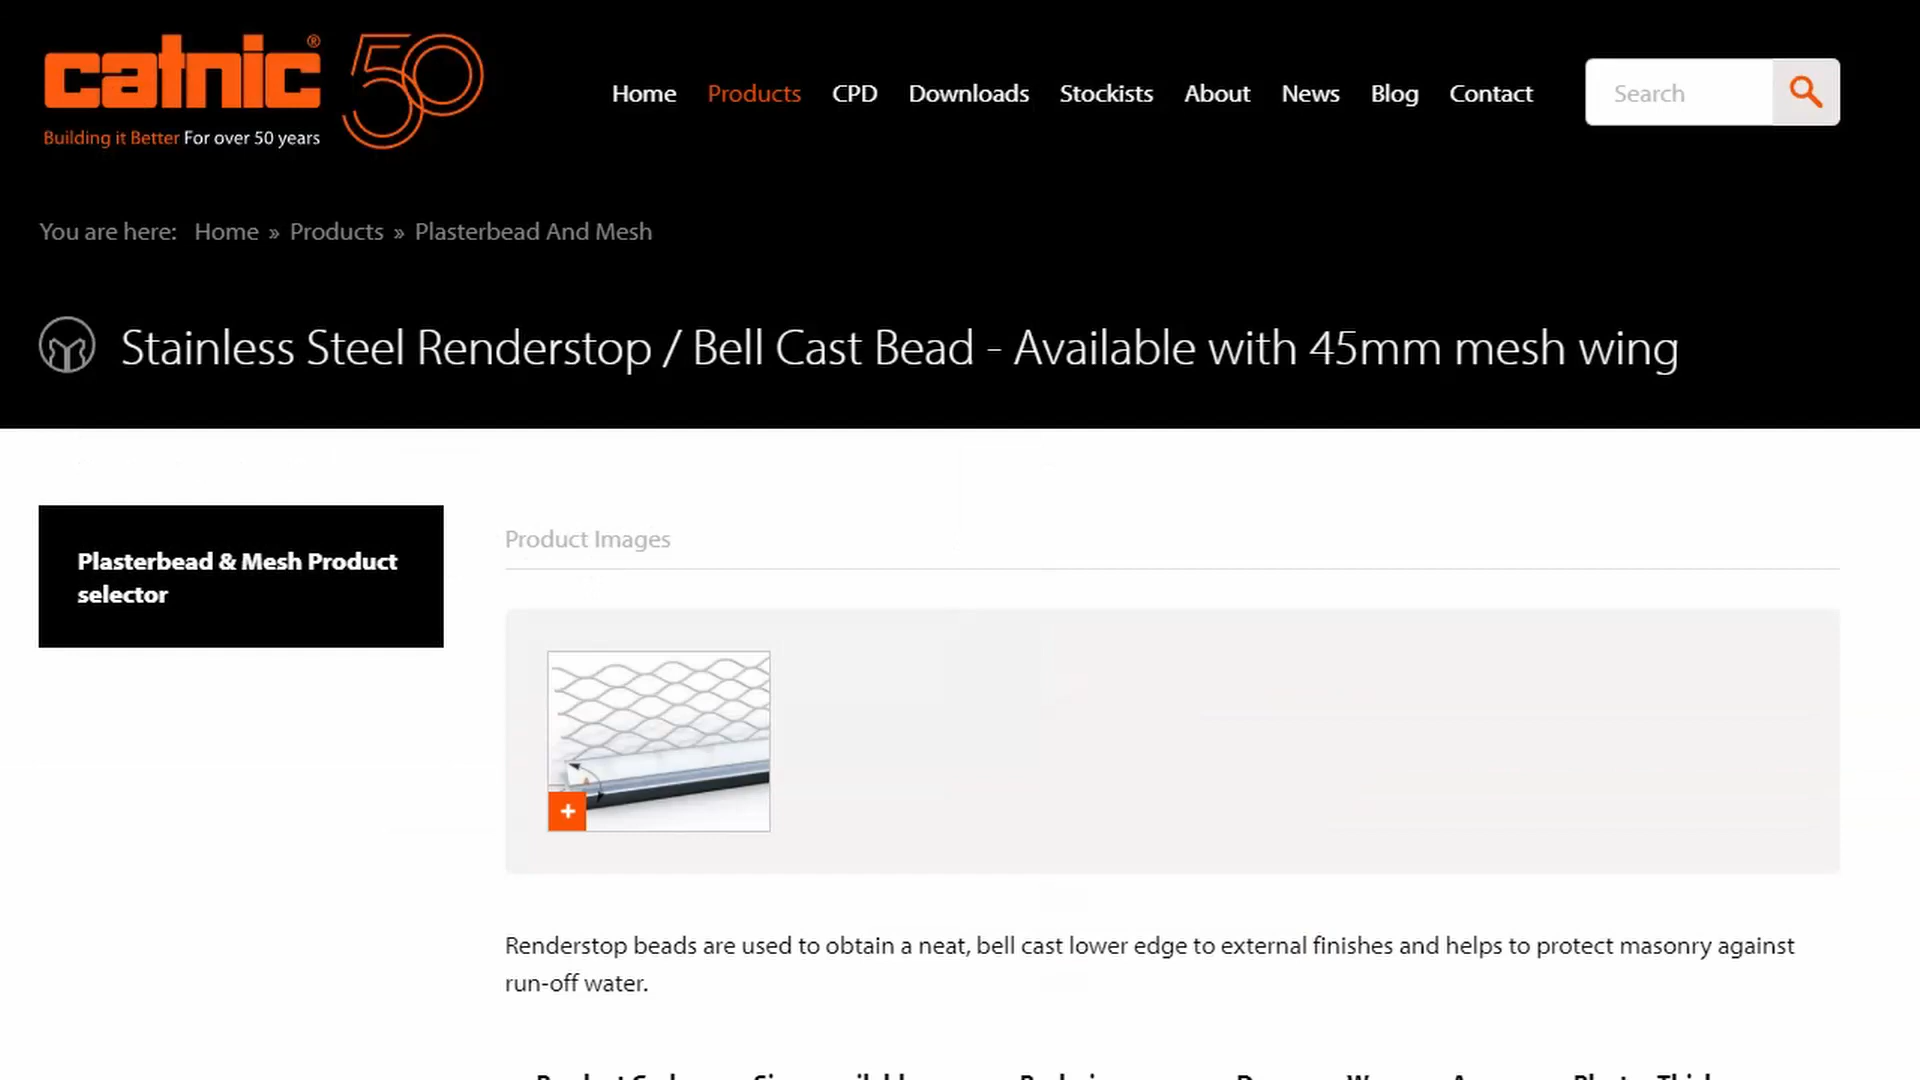 catnic®
50
Building it Better For over 50 years
Home Products CPD Downloads Stockists About News Blog Contact
Search
You are here: Home » Products » Plasterbead And Mesh
Stainless Steel Renderstop / Bell Cast Bead - Available with 45mm mesh wing
Plasterbead & Mesh Product
selector
Product Images
+
Renderstop beads are used to obtain a neat, bell cast lower edge to external finishes and helps to protect masonry against
run-off water.